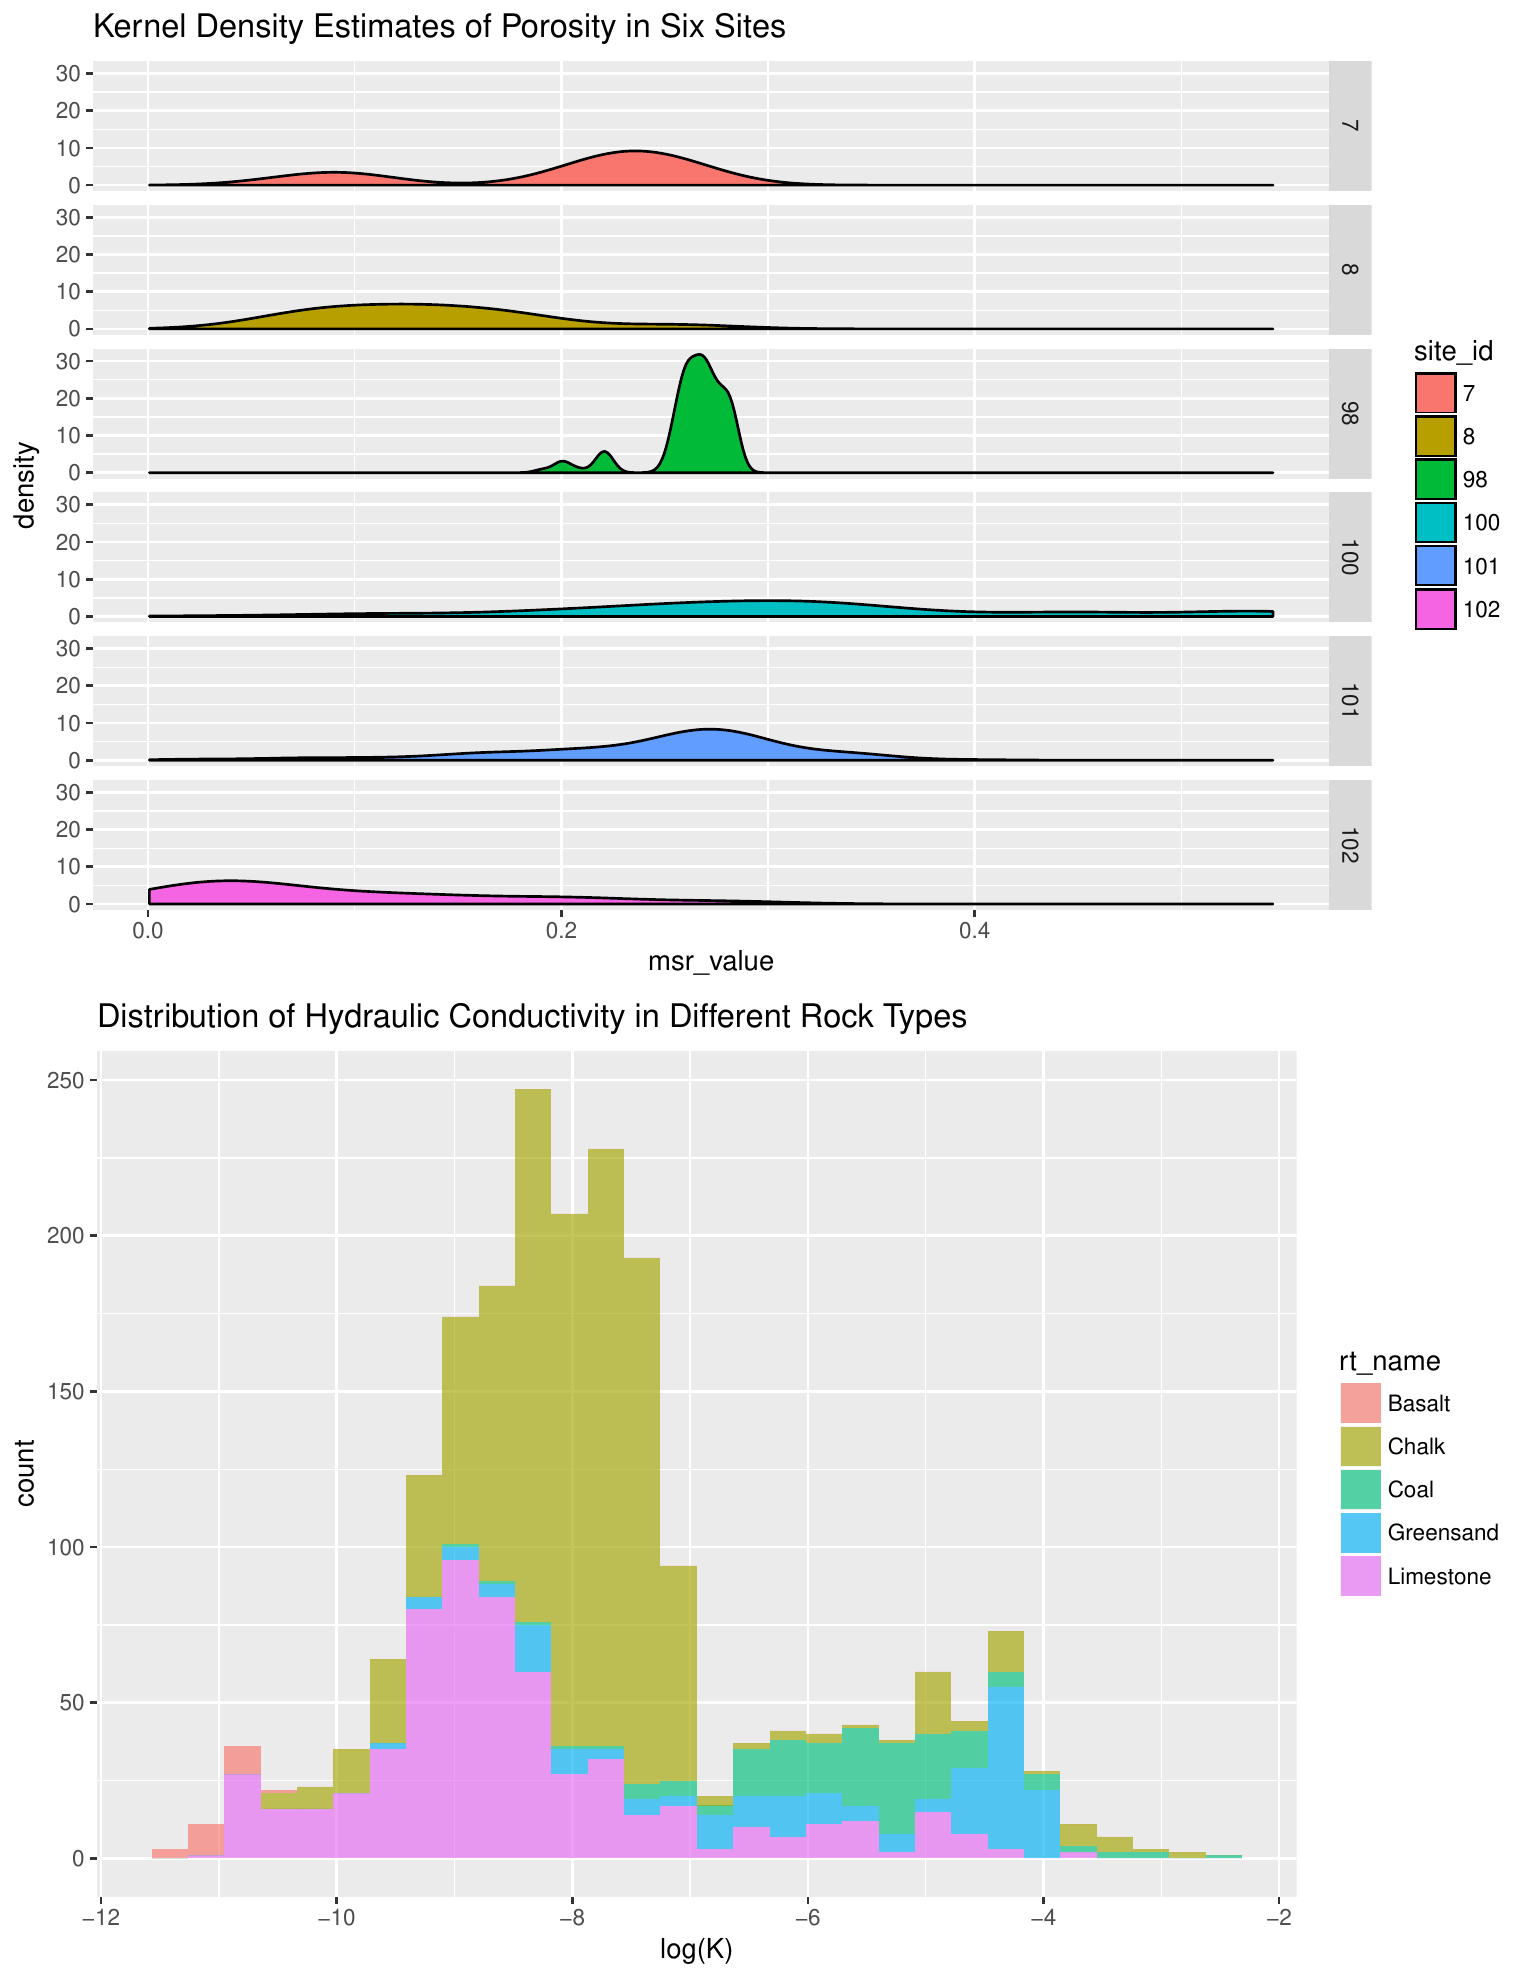 Kernel Density Estimates of Porosity in Six Sites
30
20
10
0
7
30
20
10
0
8
30
20
10
0
98
30
20
10
0
100
30
20
10
0
101
30
20
10
0
102
density
0.0 0.2 0.4
msr_value
site_id
7
8
98
100
101
102
Distribution of Hydraulic Conductivity in Different Rock Types
250
200
150
100
50
0
count
−12 −10 −8 −6 −4 −2
log(K)
rt_name
Basalt
Chalk
Coal
Greensand
Limestone